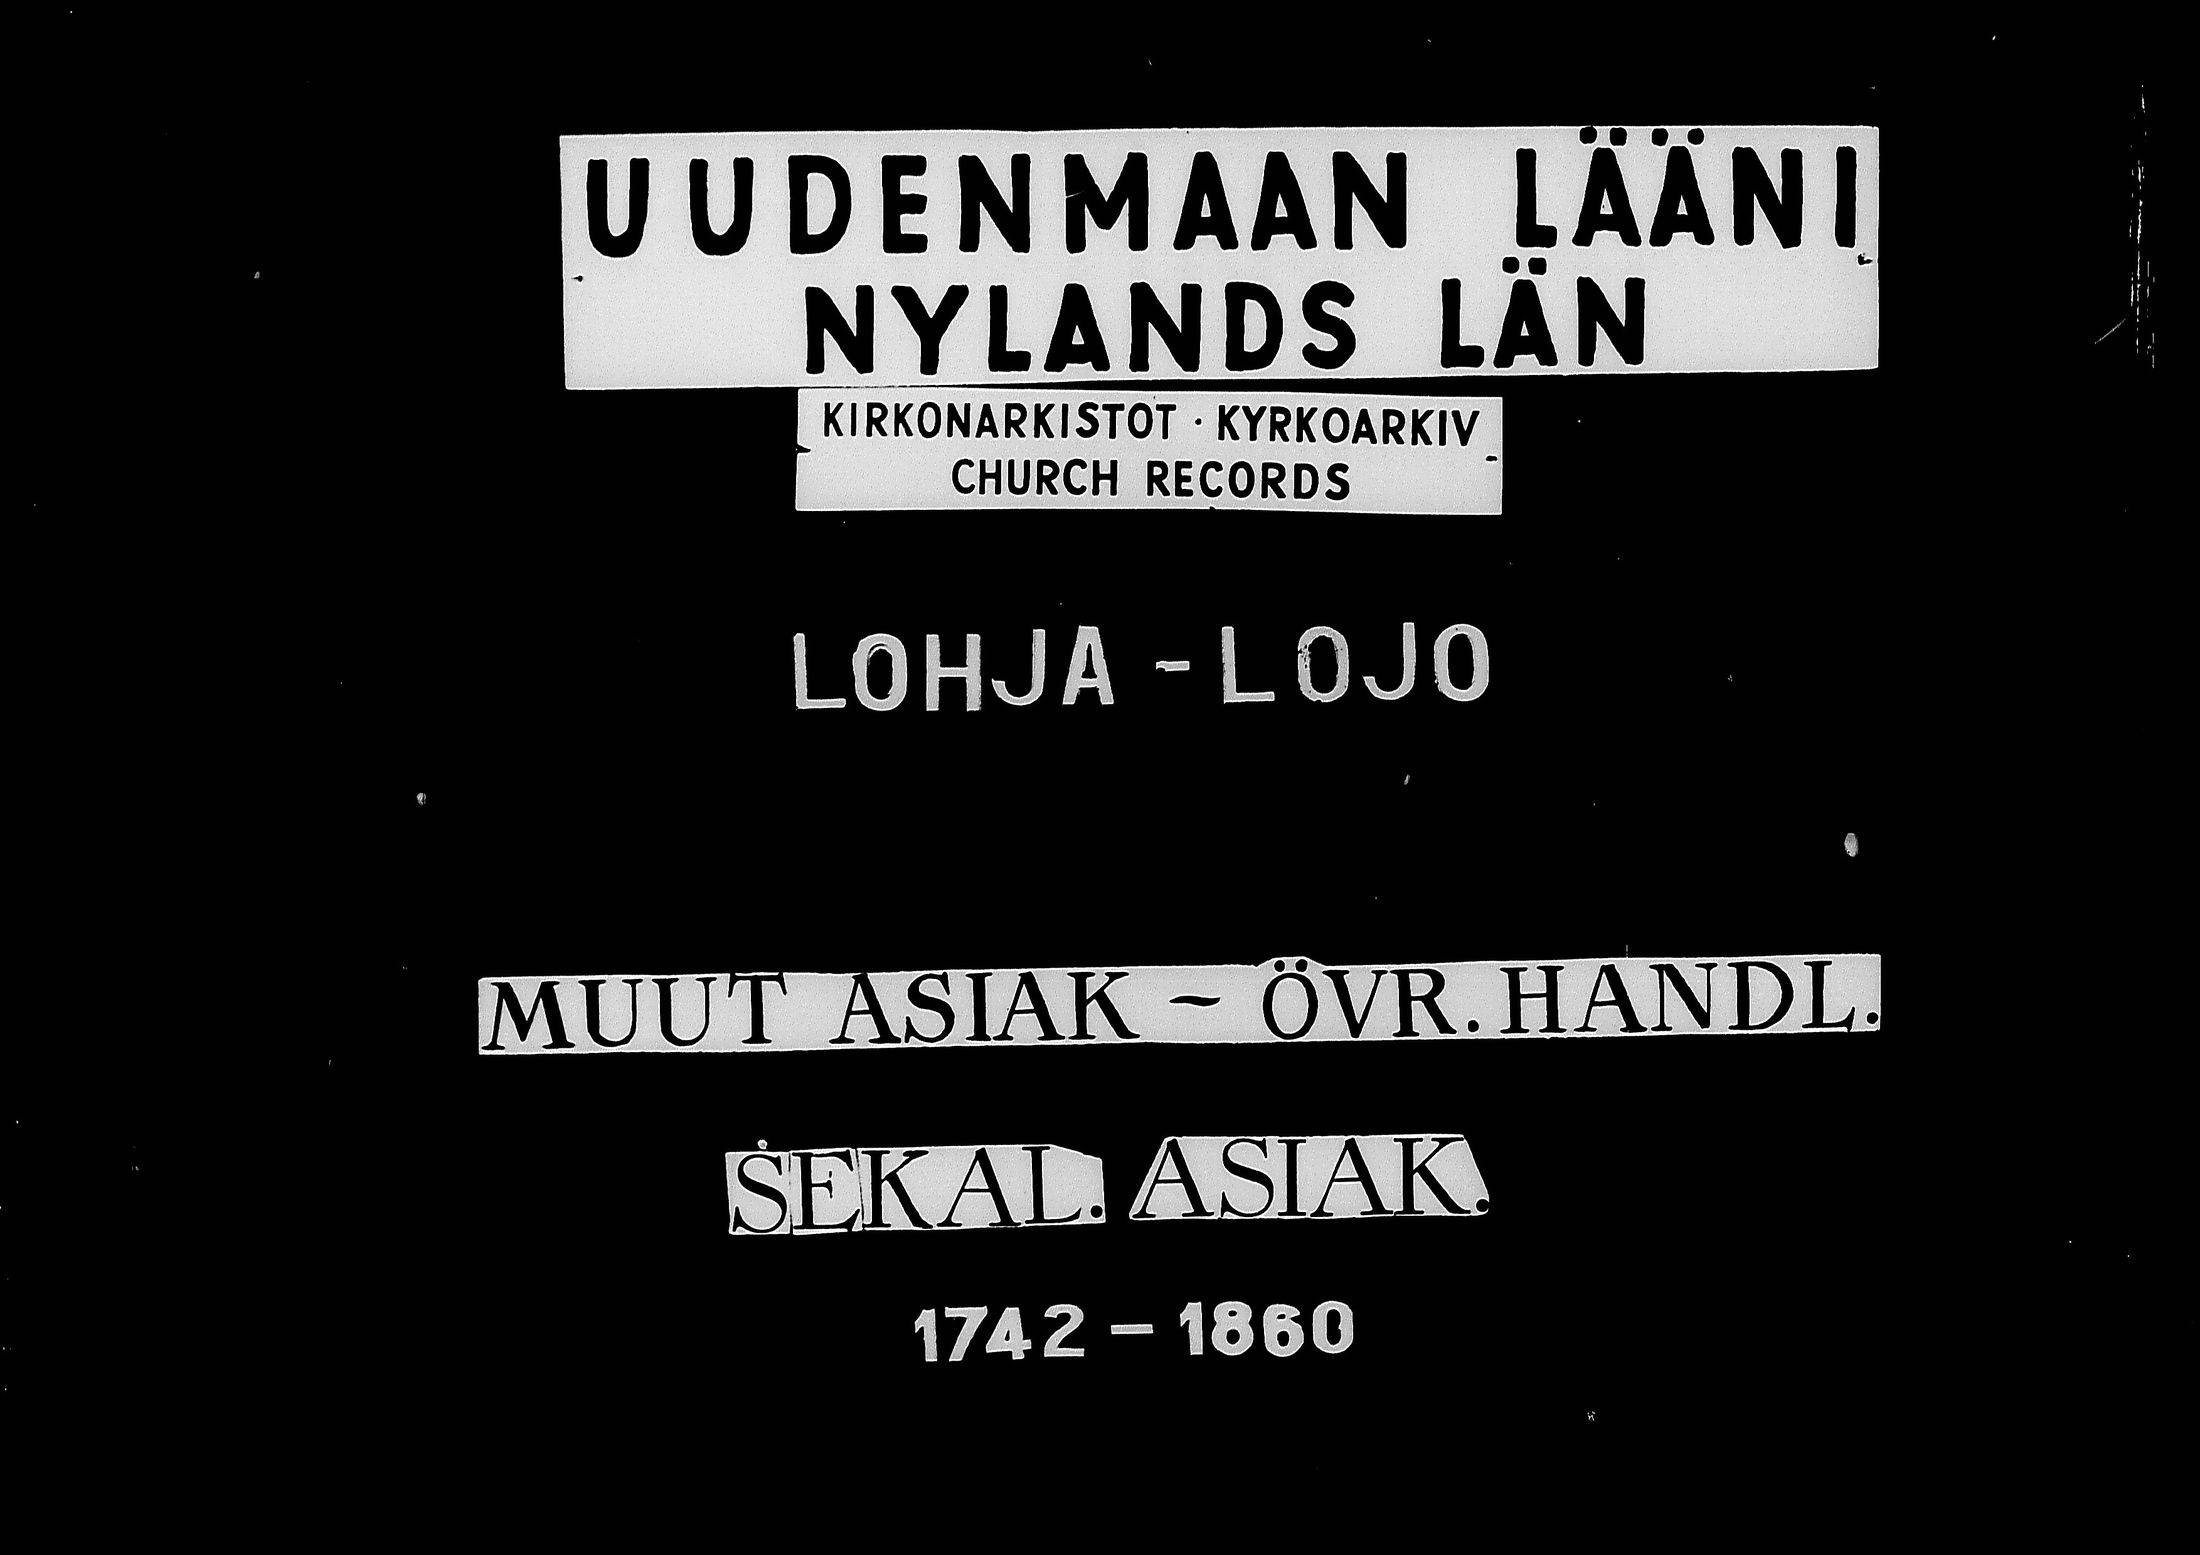 UUDENMAAN LÄÄNI
NYLANDS LÄN
KIRKONARKISTOT · KYRKOARKIV
CHURCH RECORDS
LOHJA - LOJO
MUUT ASIAK - ÖVR. HANDL.
SEKAL. ASIAK.
1742 - 1860